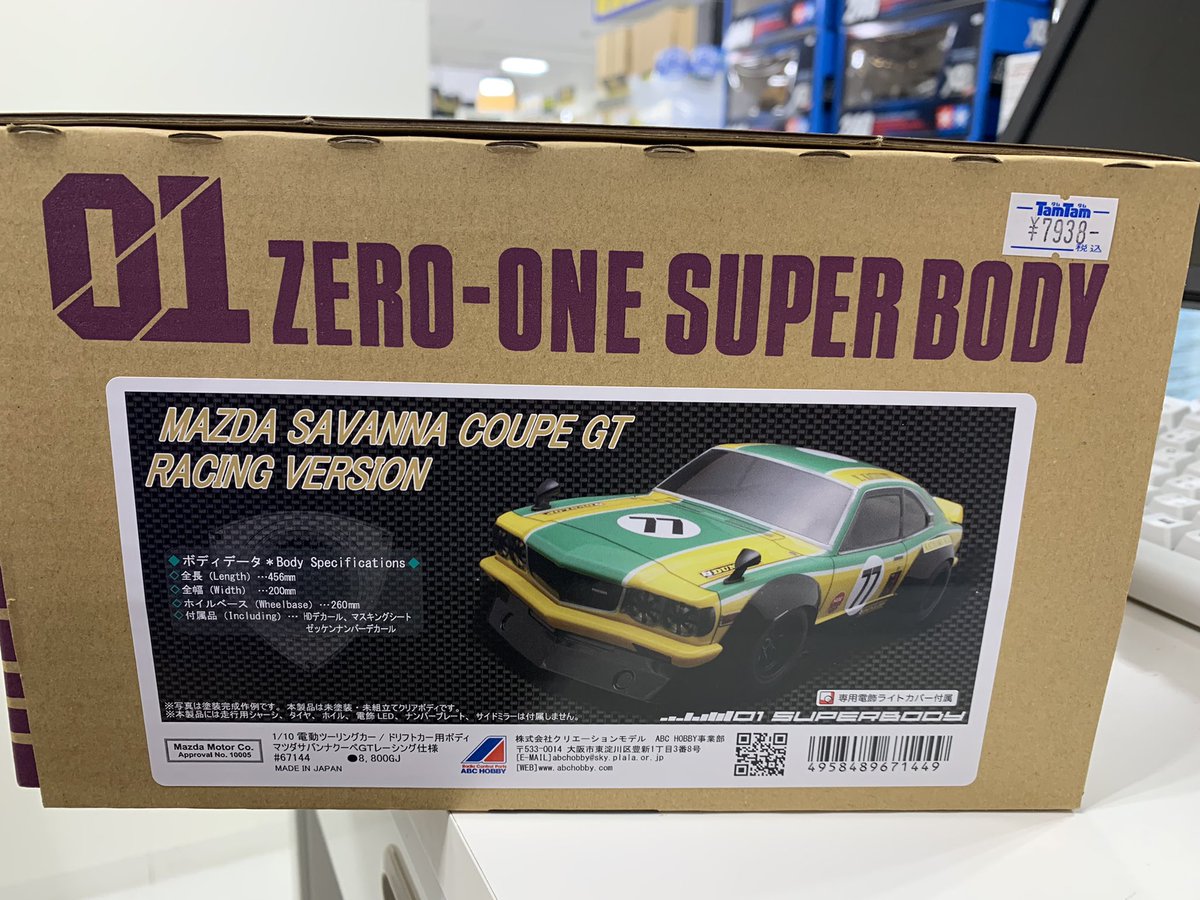 TamTam
¥7938-
税込
01 ZERO-ONE SUPER BODY
MAZDA SAVANNA COUPE GT
RACING VERSION
◆ボディデータ*Body Specifications◆
◇全長(Length)…456mm
◇全幅(Width) …200mm
◇ホイルベース(Wheelbase)…260mm
◇付属品(Including)…HDデカール、マスキングシート
ゼッケンナンバーデカール
77
77
専用電飾ライトカバー付属
※写真は塗装完成作例です。本製品は未塗装・未組立てクリアボディです。
※本製品には走行用シャーシ、タイヤ、ホイル、電飾LED、ナンバープレート、サイドミラーは付属しません。
01 SUPERBODY
Mazda Motor Co.
Approval No. 10005
1/10 電動ツーリングカー / ドリフトカー用ボディ
マツダサバンナクーペGTレーシング仕様
#67144 ●8,800GJ
MADE IN JAPAN
Radio Control Parts
ABC HOBBY
株式会社クリエーションモデル ABC HOBBY事業部
〒533-0014 大阪市東淀川区豊新1丁目3番8号
[E-MAIL]abchobby@sky.plala.or.jp
[WEB]www.abchobby.com
4958489671449